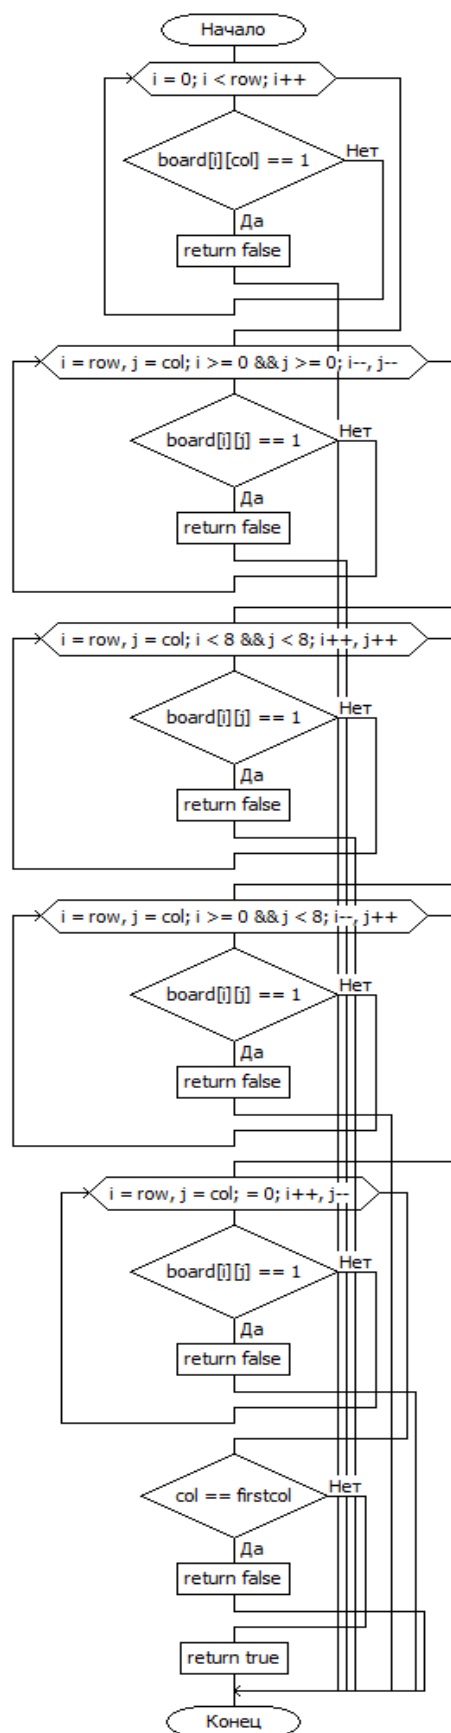 Начало
i = 0; i < row; i++
board[i][col] == 1
Нет
Да
return false
i = row, j = col; i >= 0 && j >= 0; i--, j--
board[i][j] == 1
Нет
Да
return false
i = row, j = col; i < 8 && j < 8; i++, j++
board[i][j] == 1
Нет
Да
return false
i = row, j = col; i >= 0 && j < 8; i--, j++
board[i][j] == 1
Нет
Да
return false
i = row, j = col; = 0; i++, j--
board[i][j] == 1
Нет
Да
return false
col == firstcol
Нет
Да
return false
return true
Конец